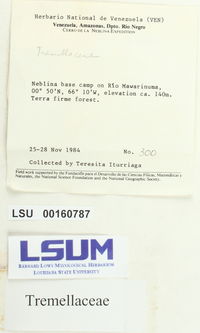 Herbario National de Venezuela (VEN)
Venezuela, Amazonas, Dpto. Rio Negro
CERRO DE LA NEBLINA EXPEDITION
Tremellaceae
Neblina base camp on Rio Mawarinuma,
00° 50'N, 66° 10'W, elevation ca. 140m.
Terra firme forest.
25-28 Nov 1984 No. 300
Collected by Teresita Iturriaga
Field work supported by the Fundación para el Desarrollo de las Ciencias Físicas, Matemáticas y
Naturales, the National Science Foundation and the National Geographic Society.
LSU 00160787
LSUM
BERNARD LOWY MYCOLOGICAL HERBARIUM
LOUISIANA STATE UNIVERSITY
Tremellaceae